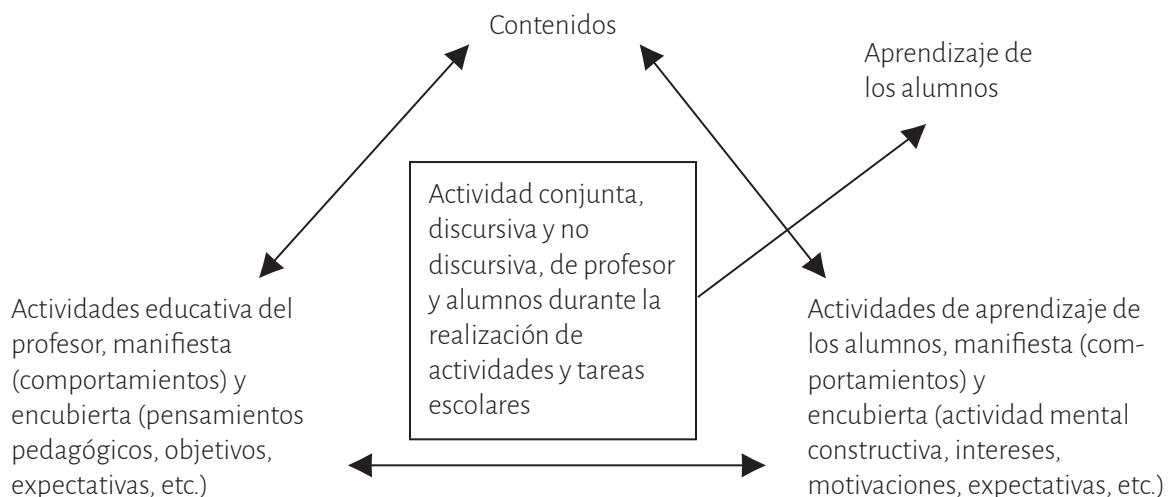 Contenidos
Aprendizaje de
los alumnos
Actividad conjunta,
discursiva y no
discursiva, de profesor
y alumnos durante la
realización de
actividades y tareas
escolares
Actividades educativa del
profesor, manifiesta
(comportamientos) y
encubierta (pensamientos
pedagógicos, objetivos,
expectativas, etc.)
Actividades de aprendizaje de
los alumnos, manifiesta (com-
portamientos) y
encubierta (actividad mental
constructiva, intereses,
motivaciones, expectativas, etc.)